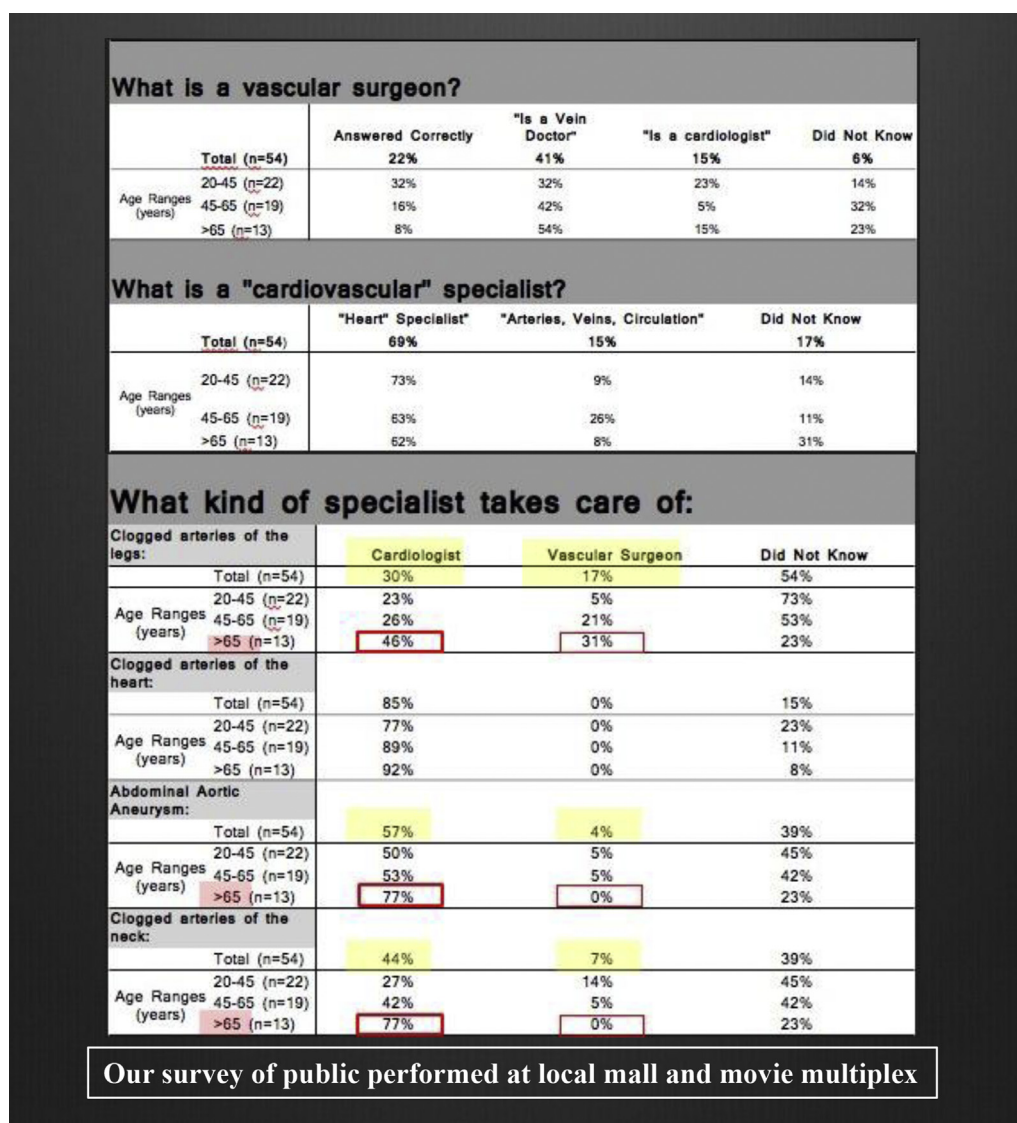 What is a vascular surgeon?
Answered Correctly "Is a Vein Doctor" "Is a cardiologist" Did Not Know
Total (n=54) 22% 41% 15% 6%
Age Ranges (years)
20-45 (n=22) 32% 32% 23% 14%
45-65 (n=19) 16% 42% 5% 32%
>65 (n=13) 8% 54% 15% 23%
What is a "cardiovascular" specialist?
"Heart" Specialist" "Arteries, Veins, Circulation" Did Not Know
Total (n=54) 69% 15% 17%
Age Ranges (years)
20-45 (n=22) 73% 9% 14%
45-65 (n=19) 63% 26% 11%
>65 (n=13) 62% 8% 31%
What kind of specialist takes care of:
Clogged arteries of the legs: Cardiologist Vascular Surgeon Did Not Know
Total (n=54) 30% 17% 54%
Age Ranges (years)
20-45 (n=22) 23% 5% 73%
45-65 (n=19) 26% 21% 53%
>65 (n=13) 46% 31% 23%
Clogged arteries of the heart:
Total (n=54) 85% 0% 15%
Age Ranges (years)
20-45 (n=22) 77% 0% 23%
45-65 (n=19) 89% 0% 11%
>65 (n=13) 92% 0% 8%
Abdominal Aortic Aneurysm:
Total (n=54) 57% 4% 39%
Age Ranges (years)
20-45 (n=22) 50% 5% 45%
45-65 (n=19) 53% 5% 42%
>65 (n=13) 77% 0% 23%
Clogged arteries of the neck:
Total (n=54) 44% 7% 39%
Age Ranges (years)
20-45 (n=22) 27% 14% 45%
45-65 (n=19) 42% 5% 42%
>65 (n=13) 77% 0% 23%
Our survey of public performed at local mall and movie multiplex